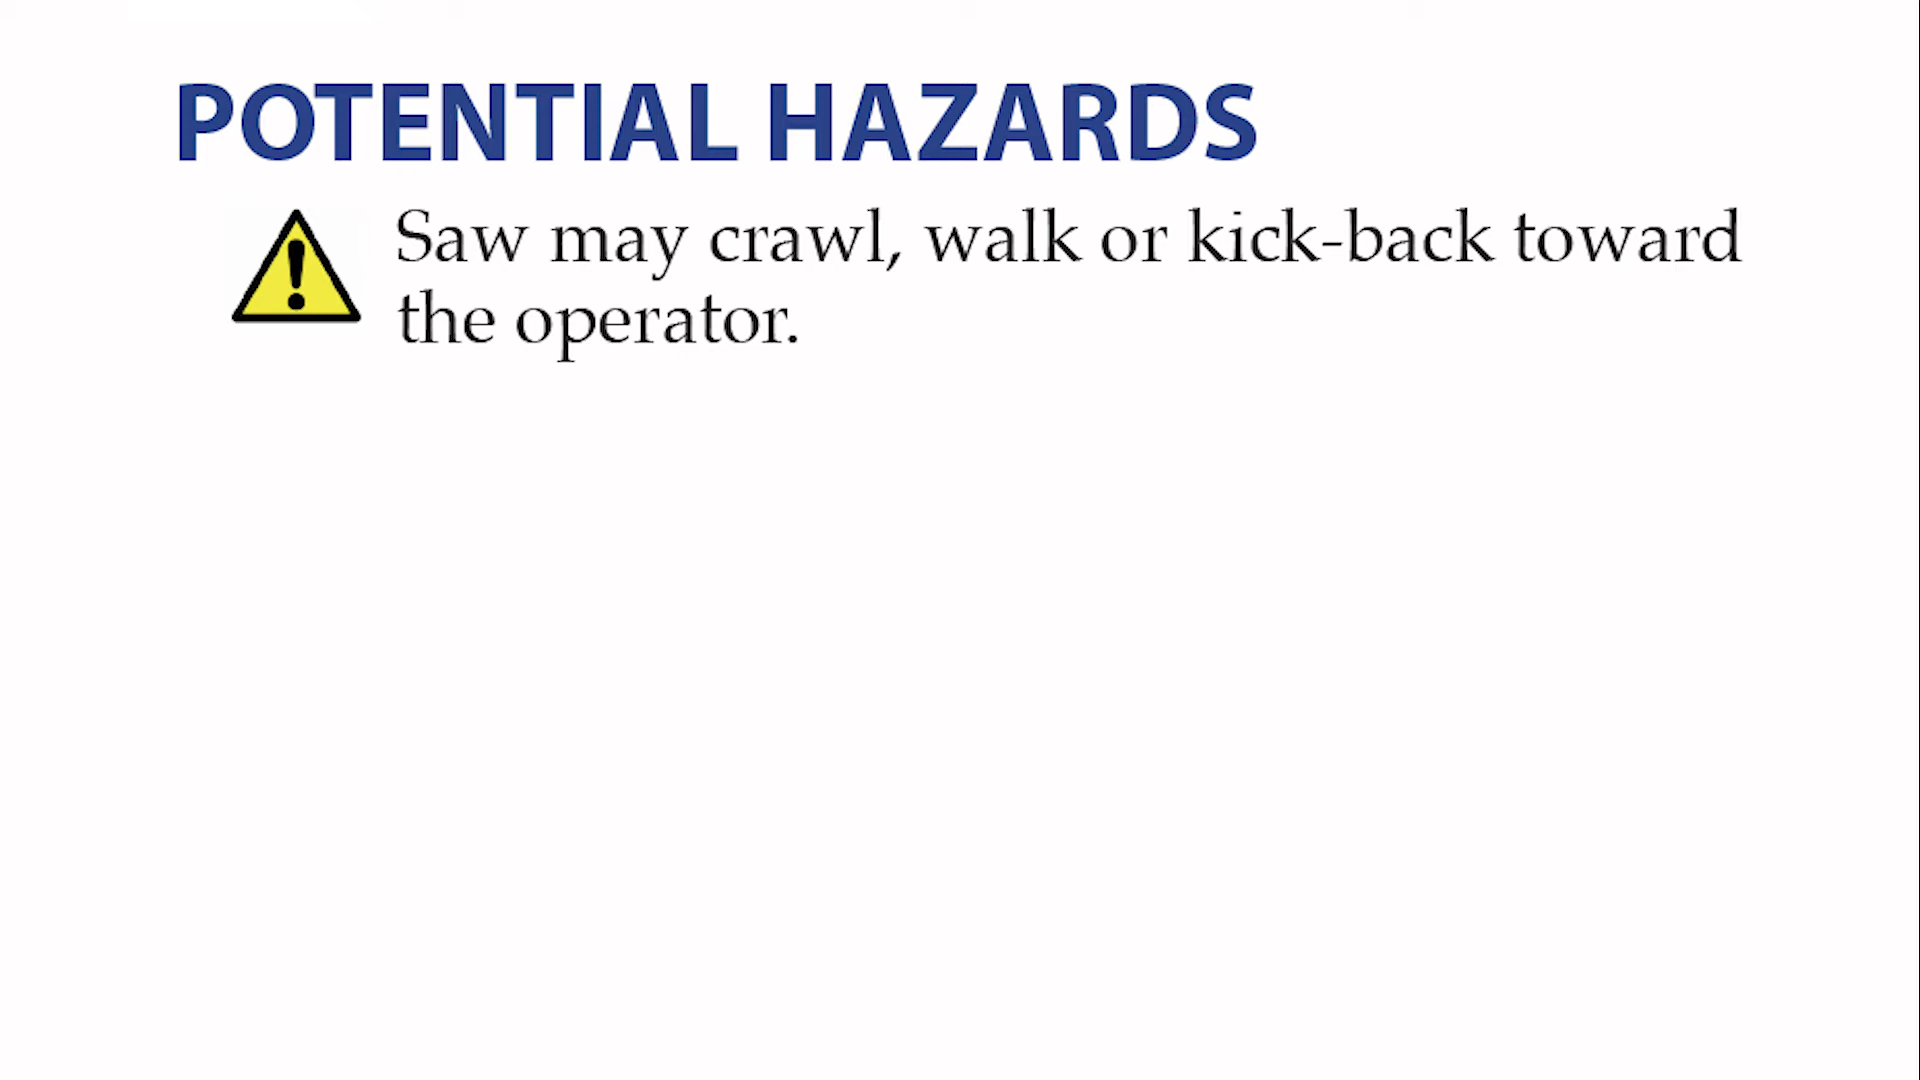 POTENTIAL HAZARDS
Saw may crawl, walk or kick-back toward
the operator.